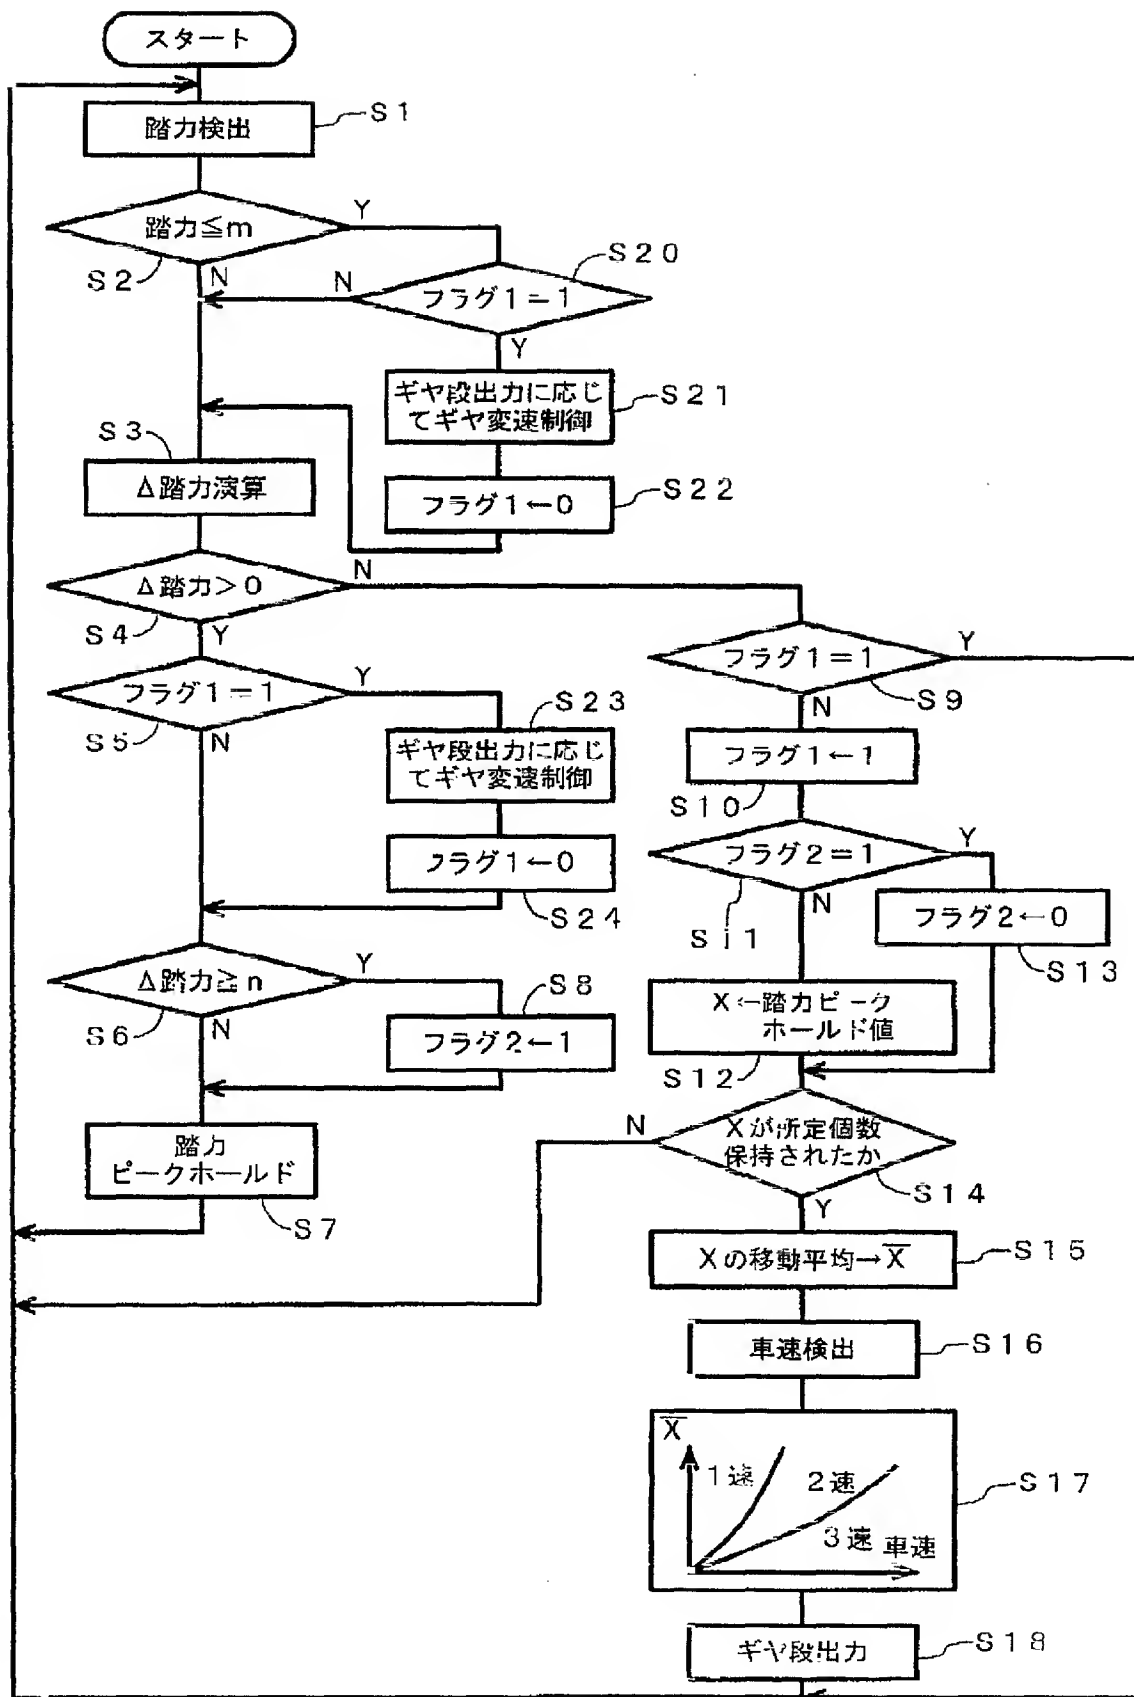 スタート
踏力検出
S1
踏力≦m
Y
S2
N
フラグ1=1
S20
N
Y
ギヤ段出力に応じ
てギヤ変速制御
S21
フラグ1←0
S22
S3
Δ踏力演算
Δ踏力>0
N
S4
Y
フラグ1=1
Y
S5
N
S23
ギヤ段出力に応じ
てギヤ変速制御
フラグ1←0
S24
Δ踏力≧n
Y
S6
N
S8
フラグ2←1
踏力
ピークホールド
S7
フラグ1=1
Y
S9
N
フラグ1←1
S10
フラグ2=1
Y
S11
N
フラグ2←0
S13
X←踏力ピーク
ホールド値
S12
Xが所定個数
保持されたか
N
S14
Y
Xの移動平均→X̅
S15
車速検出
S16
X̅
1速
2速
3速
車速
S17
ギヤ段出力
S18